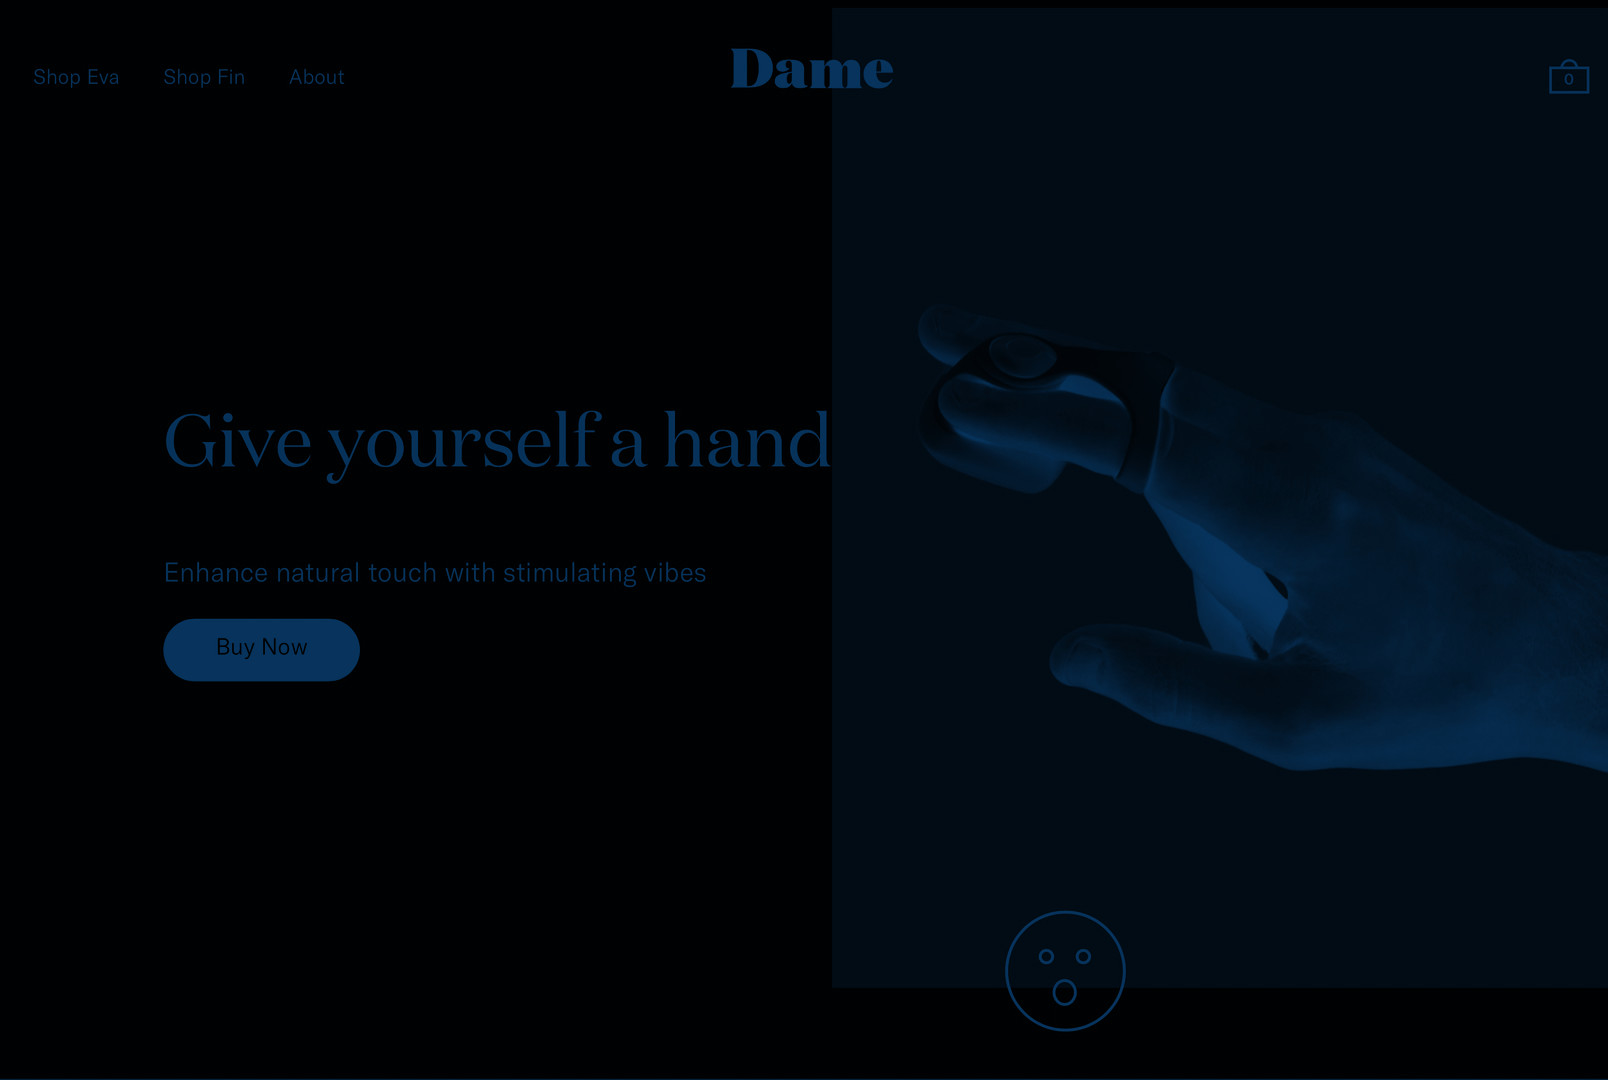 Shop Eva
Shop Fin
About
Dame
0
Give yourself a hand
Enhance natural touch with stimulating vibes
Buy Now